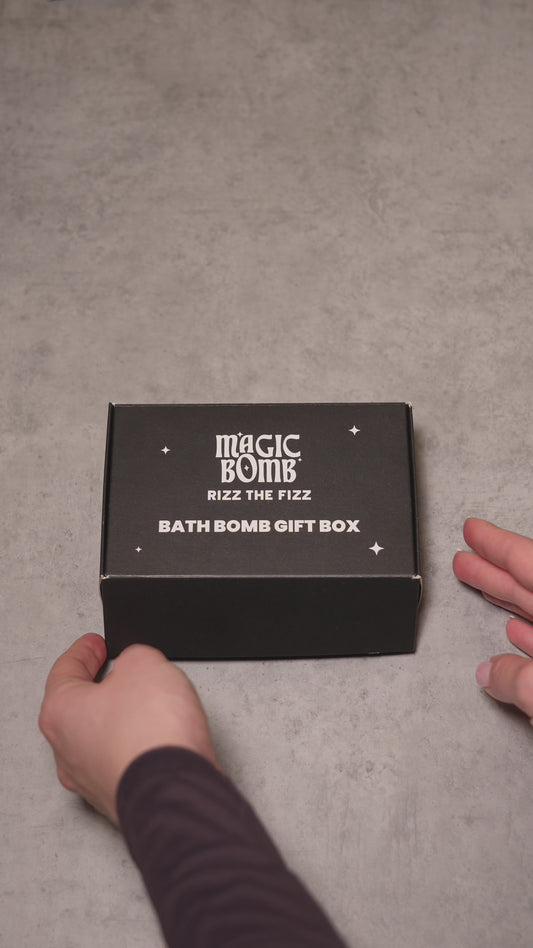 MAGIC
BOMB
RIZZ THE FIZZ
BATH BOMB GIFT BOX